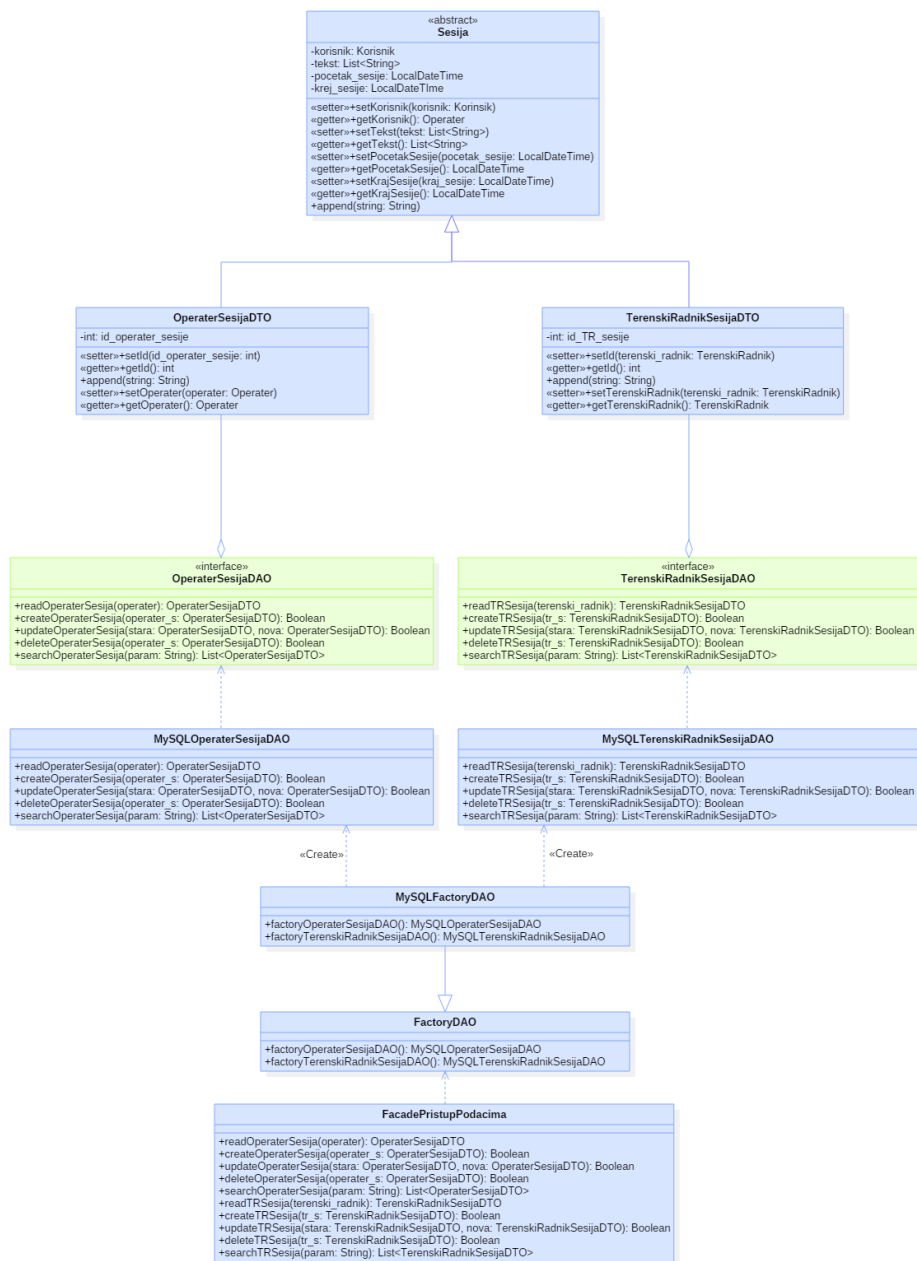 «abstract»
Sesija
-korisnik: Korisnik
-tekst: List<String>
-pocetak_sesije: LocalDateTime
-krej_sesije: LocalDateTIme
«setter»+setKorisnik(korisnik: Korinsik)
«getter»+getKorisnik(): Operater
«setter»+setTekst(tekst: List<String>)
«getter»+getTekst(): List<String>
«setter»+setPocetakSesije(pocetak_sesije: LocalDateTime)
«getter»+getPocetakSesije(): LocalDateTime
«setter»+setKrajSesije(kraj_sesije: LocalDateTime)
«getter»+getKrajSesije(): LocalDateTime
+append(string: String)
OperaterSesijaDTO
-int: id_operater_sesije
«setter»+setId(id_operater_sesije: int)
«getter»+getId(): int
+append(string: String)
«setter»+setOperater(operater: Operater)
«getter»+getOperater(): Operater
TerenskiRadnikSesijaDTO
-int: id_TR_sesije
«setter»+setId(terenski_radnik: TerenskiRadnik)
«getter»+getId(): int
+append(string: String)
«setter»+setTerenskiRadnik(terenski_radnik: TerenskiRadnik)
«getter»+getTerenskiRadnik(): TerenskiRadnik
«interface»
OperaterSesijaDAO
+readOperaterSesija(operater): OperaterSesijaDTO
+createOperaterSesija(operater_s: OperaterSesijaDTO): Boolean
+updateOperaterSesija(stara: OperaterSesijaDTO, nova: OperaterSesijaDTO): Boolean
+deleteOperaterSesija(operater_s: OperaterSesijaDTO): Boolean
+searchOperaterSesija(param: String): List<OperaterSesijaDTO>
«interface»
TerenskiRadnikSesijaDAO
+readTRSesija(terenski_radnik): TerenskiRadnikSesijaDTO
+createTRSesija(tr_s: TerenskiRadnikSesijaDTO): Boolean
+updateTRSesija(stara: TerenskiRadnikSesijaDTO, nova: TerenskiRadnikSesijaDTO): Boolean
+deleteTRSesija(tr_s: TerenskiRadnikSesijaDTO): Boolean
+searchTRSesija(param: String): List<TerenskiRadnikSesijaDTO>
MySQLOperaterSesijaDAO
+readOperaterSesija(operater): OperaterSesijaDTO
+createOperaterSesija(operater_s: OperaterSesijaDTO): Boolean
+updateOperaterSesija(stara: OperaterSesijaDTO, nova: OperaterSesijaDTO): Boolean
+deleteOperaterSesija(operater_s: OperaterSesijaDTO): Boolean
+searchOperaterSesija(param: String): List<OperaterSesijaDTO>
MySQLTerenskiRadnikSesijaDAO
+readTRSesija(terenski_radnik): TerenskiRadnikSesijaDTO
+createTRSesija(tr_s: TerenskiRadnikSesijaDTO): Boolean
+updateTRSesija(stara: TerenskiRadnikSesijaDTO, nova: TerenskiRadnikSesijaDTO): Boolean
+deleteTRSesija(tr_s: TerenskiRadnikSesijaDTO): Boolean
+searchTRSesija(param: String): List<TerenskiRadnikSesijaDTO>
«Create»
«Create»
MySQLFactoryDAO
+factoryOperaterSesijaDAO(): MySQLOperaterSesijaDAO
+factoryTerenskiRadnikSesijaDAO(): MySQLTerenskiRadnikSesijaDAO
FactoryDAO
+factoryOperaterSesijaDAO(): MySQLOperaterSesijaDAO
+factoryTerenskiRadnikSesijaDAO(): MySQLTerenskiRadnikSesijaDAO
FacadePristupPodacima
+readOperaterSesija(operater): OperaterSesijaDTO
+createOperaterSesija(operater_s: OperaterSesijaDTO): Boolean
+updateOperaterSesija(stara: OperaterSesijaDTO, nova: OperaterSesijaDTO): Boolean
+deleteOperaterSesija(operater_s: OperaterSesijaDTO): Boolean
+searchOperaterSesija(param: String): List<OperaterSesijaDTO>
+readTRSesija(terenski_radnik): TerenskiRadnikSesijaDTO
+createTRSesija(tr_s: TerenskiRadnikSesijaDTO): Boolean
+updateTRSesija(stara: TerenskiRadnikSesijaDTO, nova: TerenskiRadnikSesijaDTO): Boolean
+deleteTRSesija(tr_s: TerenskiRadnikSesijaDTO): Boolean
+searchTRSesija(param: String): List<TerenskiRadnikSesijaDTO>